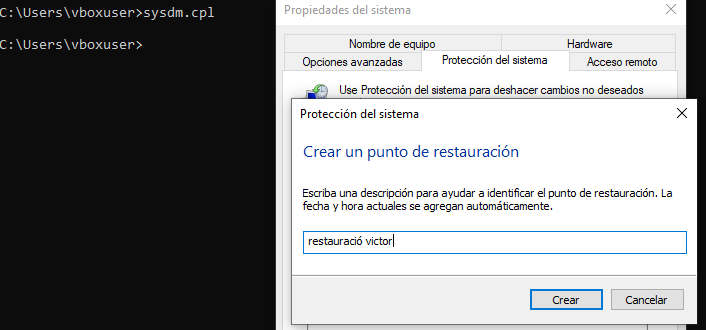 C:\Users\vboxuser>sysdm.cpl
C:\Users\vboxuser>
Propiedades del sistema
Nombre de equipo
Hardware
Opciones avanzadas
Protección del sistema
Acceso remoto
Use Protección del sistema para deshacer cambios no deseados
Protección del sistema
Crear un punto de restauración
Escriba una descripción para ayudar a identificar el punto de restauración. La
fecha y hora actuales se agregan automáticamente.
restauració victor
Crear
Cancelar